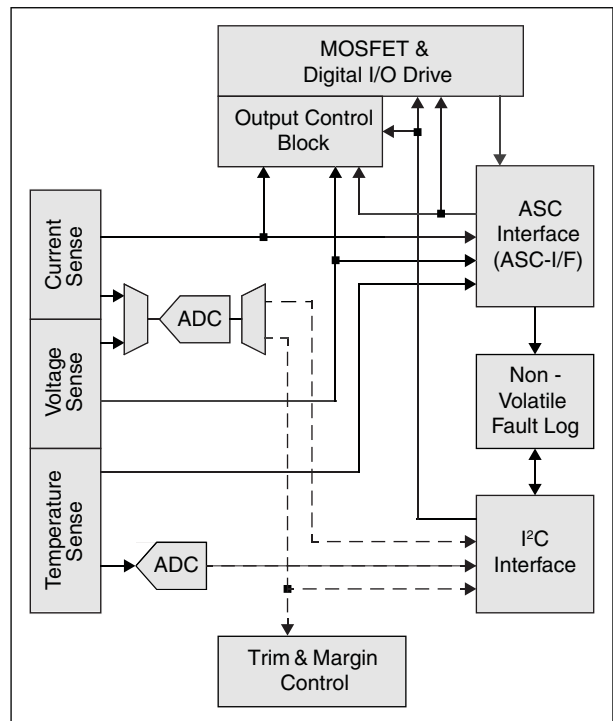 MOSFET &
Digital I/O Drive
Output Control
Block
Current
Sense
ASC
Interface
(ASC-I/F)
ADC
Voltage
Sense
Non -
Volatile
Fault Log
Temperature
Sense
ADC
I²C
Interface
Trim & Margin
Control